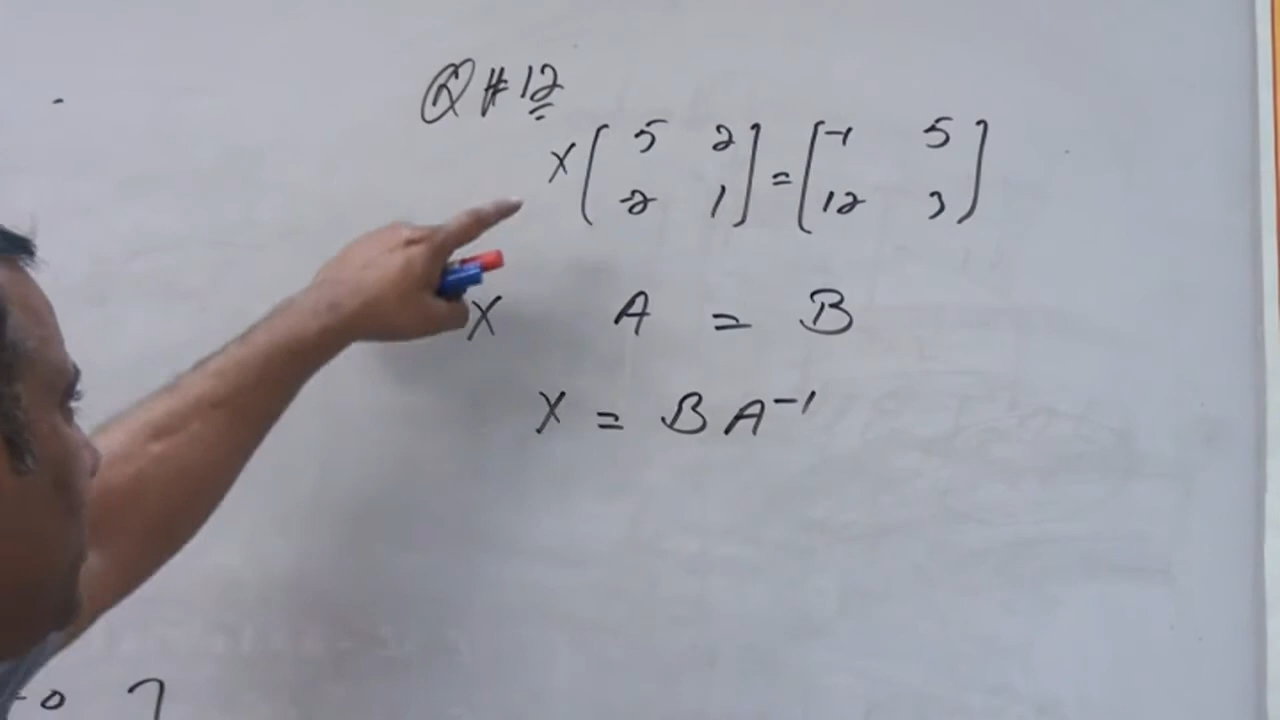 Q # 12
X [ 5 2 ] = [ -1 5 ]
[ -2 1 ] [ 12 3 ]
X A = B
X = B A⁻¹